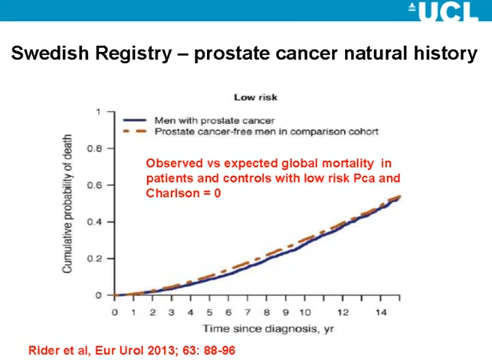 UCL
Swedish Registry – prostate cancer natural history
Low risk
Men with prostate cancer
Prostate cancer-free men in comparison cohort
Observed vs expected global mortality in
patients and controls with low risk Pca and
Charlson = 0
Cumulative probability of death
1
0.8
0.6
0.4
0.2
0
0 1 2 3 4 5 6 7 8 9 10 12 14
Time since diagnosis, yr
Rider et al, Eur Urol 2013; 63: 88-96